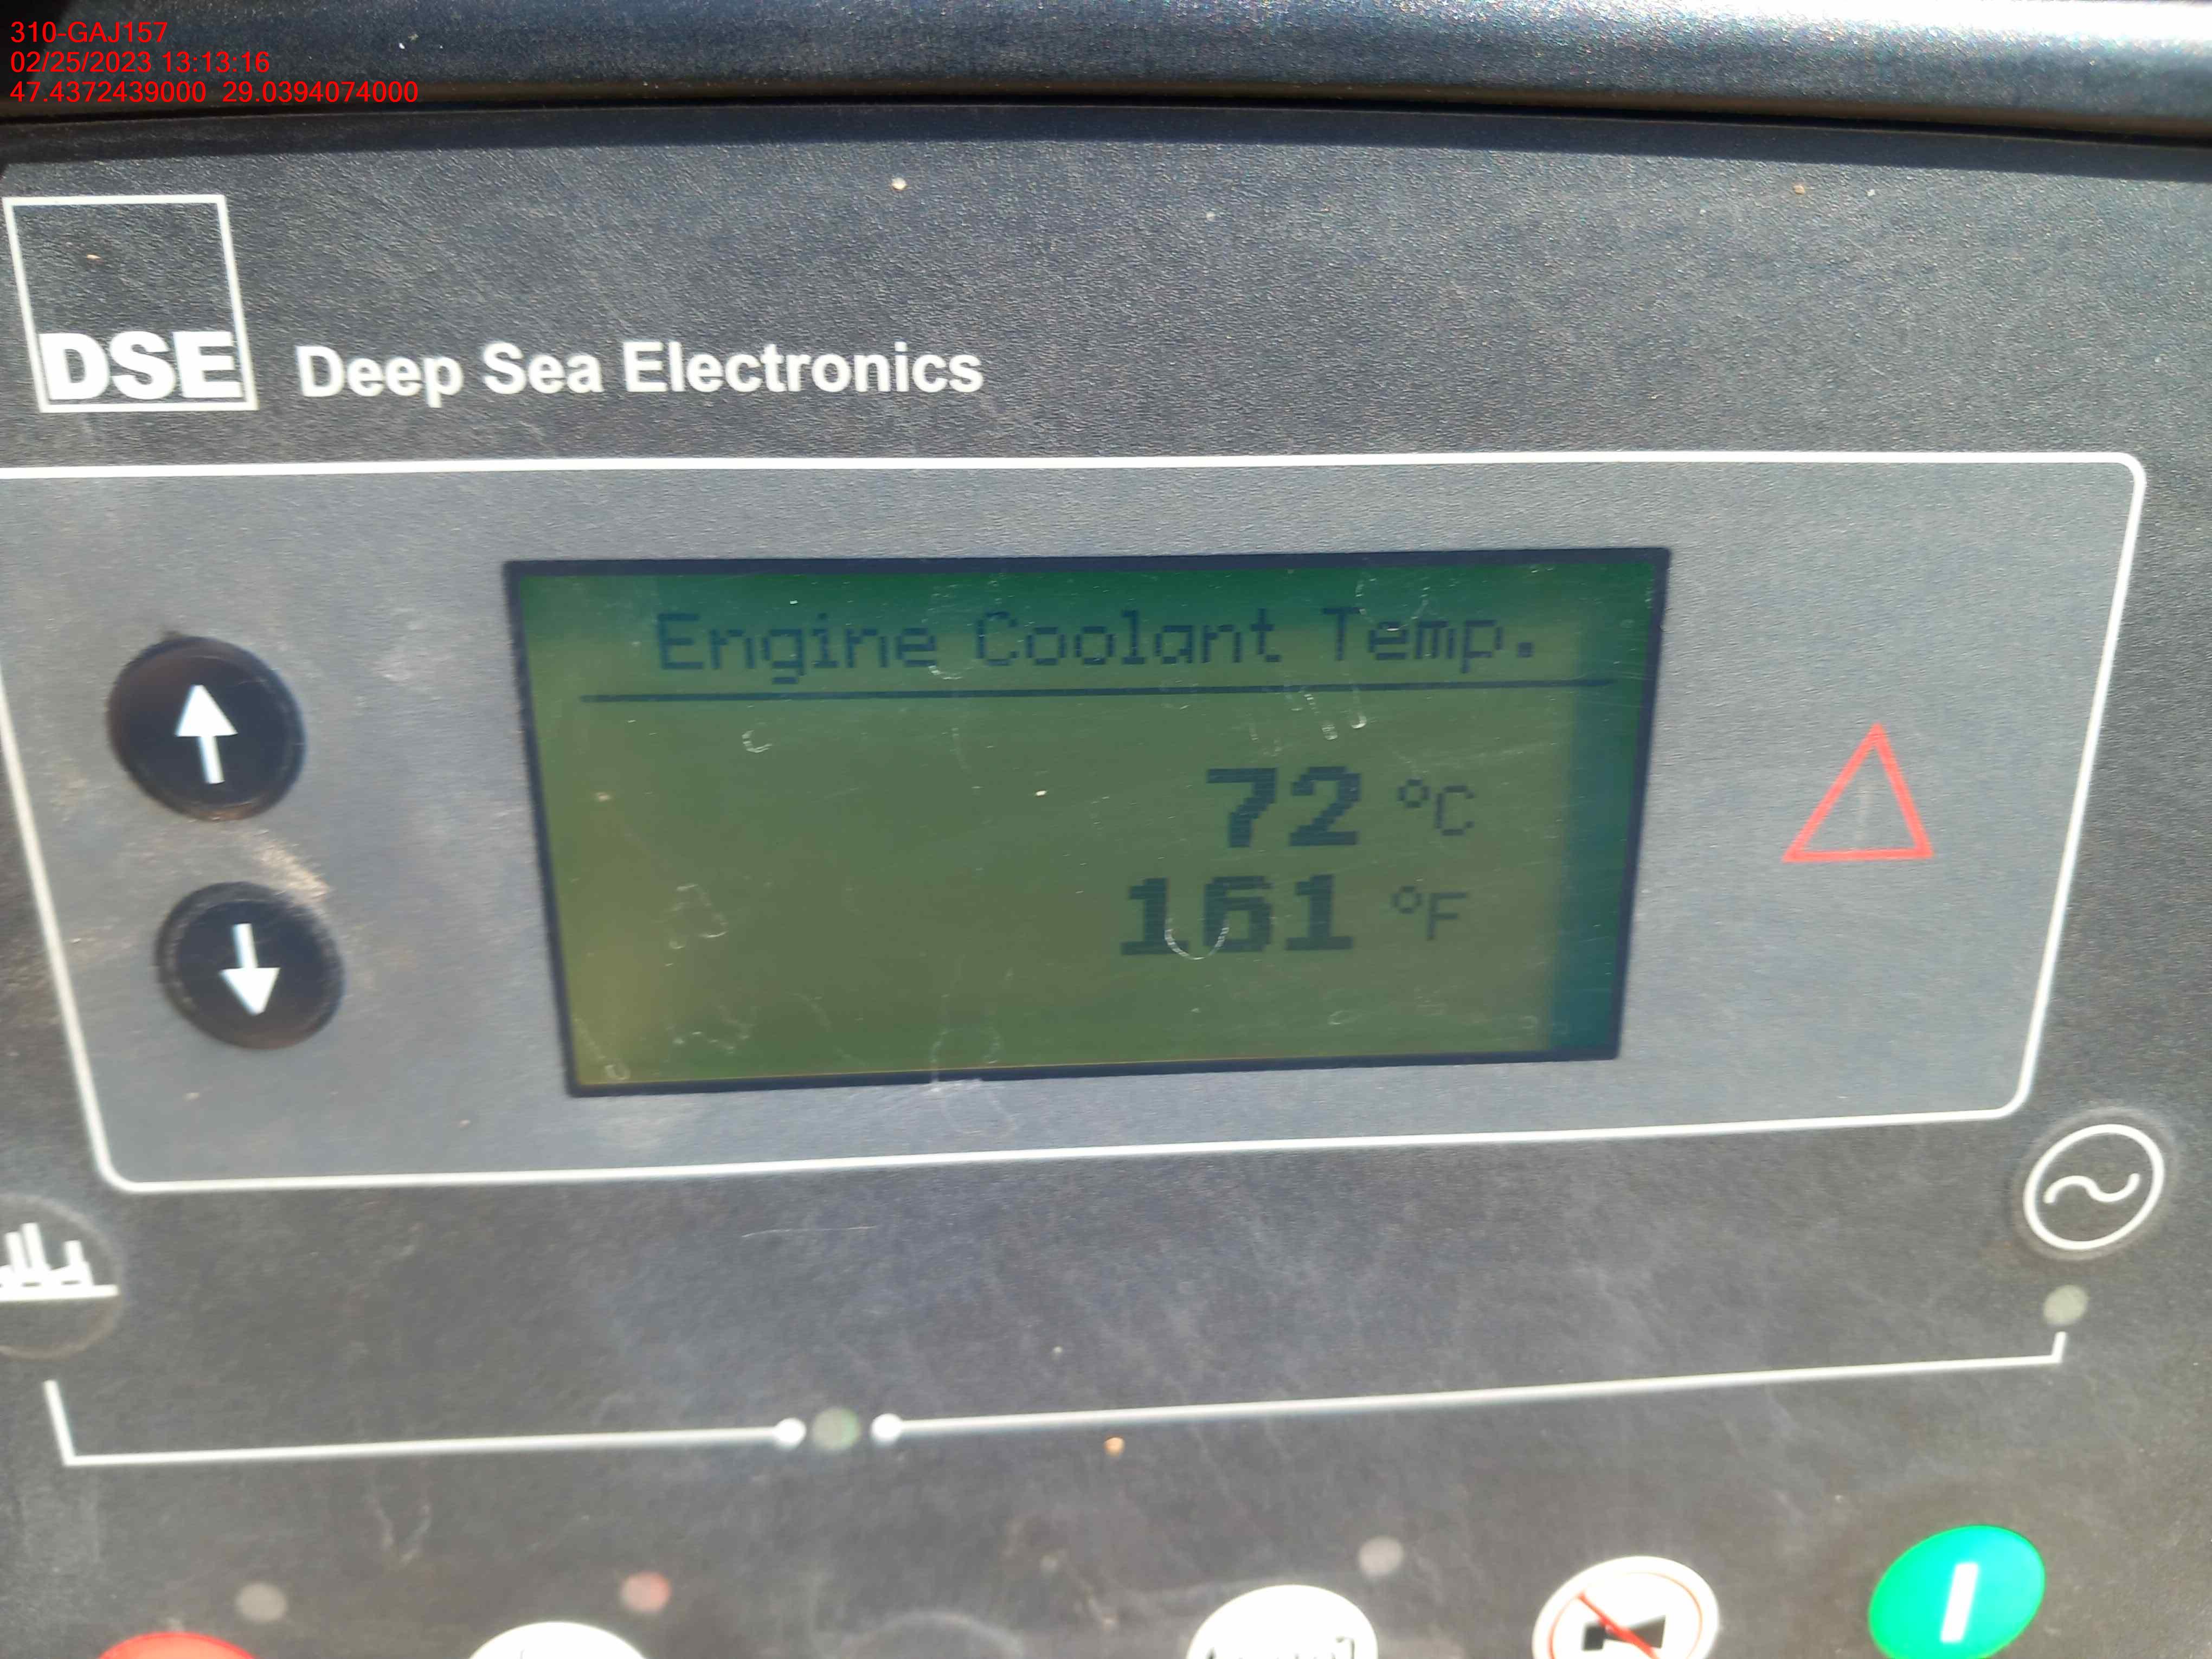 310-GAJ157
02/25/2023 13:13:16
47.4372439000 29.0394074000
DSE Deep Sea Electronics
Engine Coolant Temp.
72 °C
161 °F